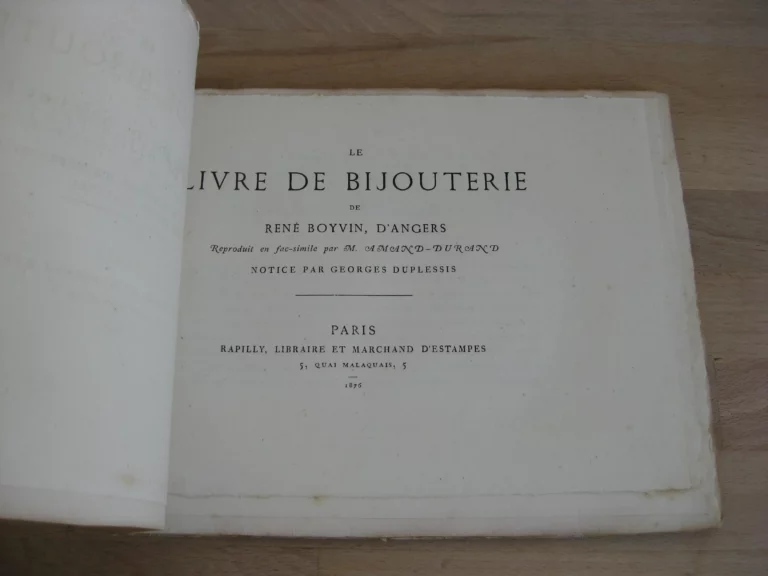 LE
LIVRE DE BIJOUTERIE
DE
RENÉ BOYVIN, D'ANGERS
Reproduit en fac-simile par M. AMAND-DURAND
NOTICE PAR GEORGES DUPLESSIS
PARIS
RAPILLY, LIBRAIRE ET MARCHAND D'ESTAMPES
5, QUAI MALAQUAIS, 5
1876